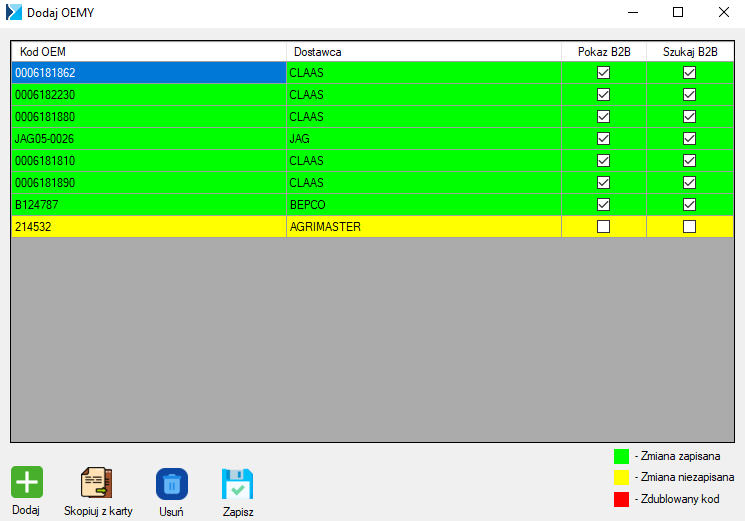 Dodaj OEMY
Kod OEM Dostawca Pokaz B2B Szukaj B2B
0006181862 CLAAS
0006182230 CLAAS
0006181880 CLAAS
JAG05-0026 JAG
0006181810 CLAAS
0006181890 CLAAS
B124787 BEPCO
214532 AGRIMASTER
- Zmiana zapisana
- Zmiana niezapisana
- Zdublowany kod
Dodaj Skopiuj z karty Usuń Zapisz